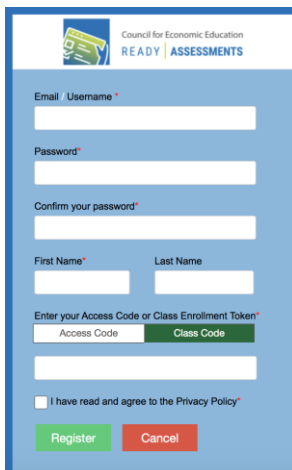 Council for Economic Education
READY | ASSESSMENTS
Email / Username *
Password*
Confirm your password*
First Name* Last Name
Enter your Access Code or Class Enrollment Token*
Access Code Class Code
I have read and agree to the Privacy Policy*
Register Cancel